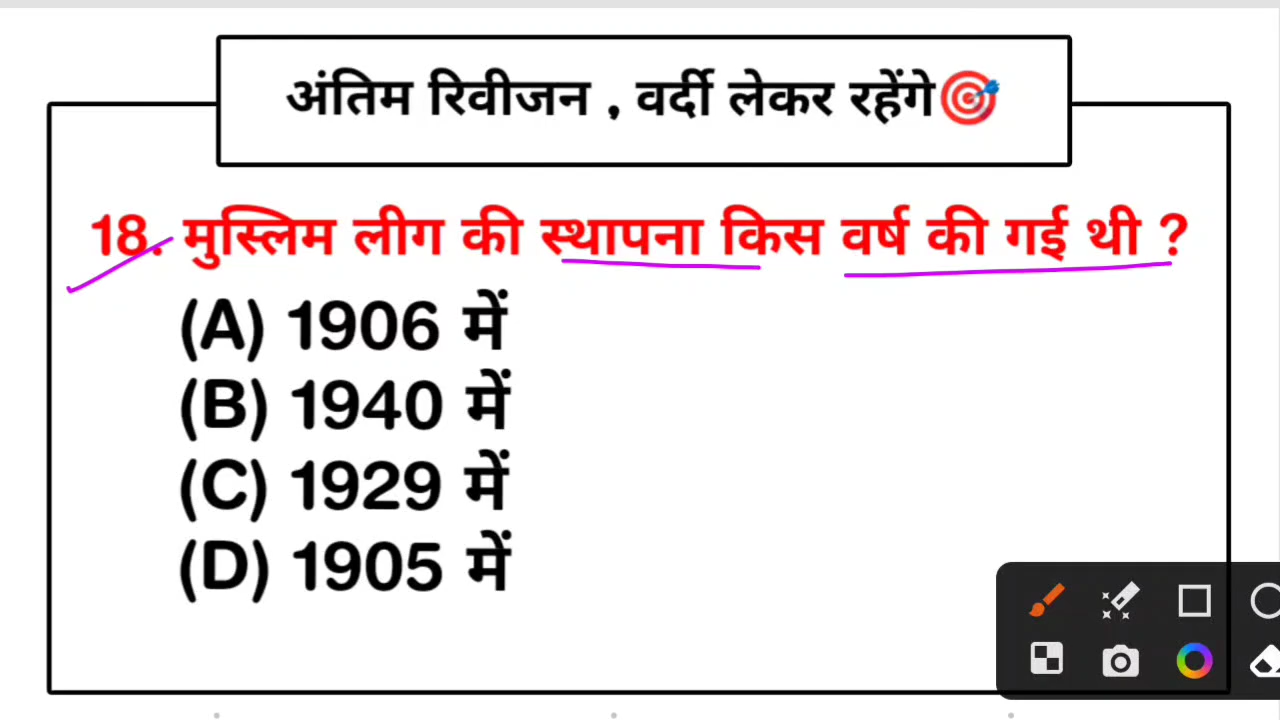 अंतिम रिवीजन , वर्दी लेकर रहेंगे🎯
18. मुस्लिम लीग की स्थापना किस वर्ष की गई थी ?
(A) 1906 में
(B) 1940 में
(C) 1929 में
(D) 1905 में